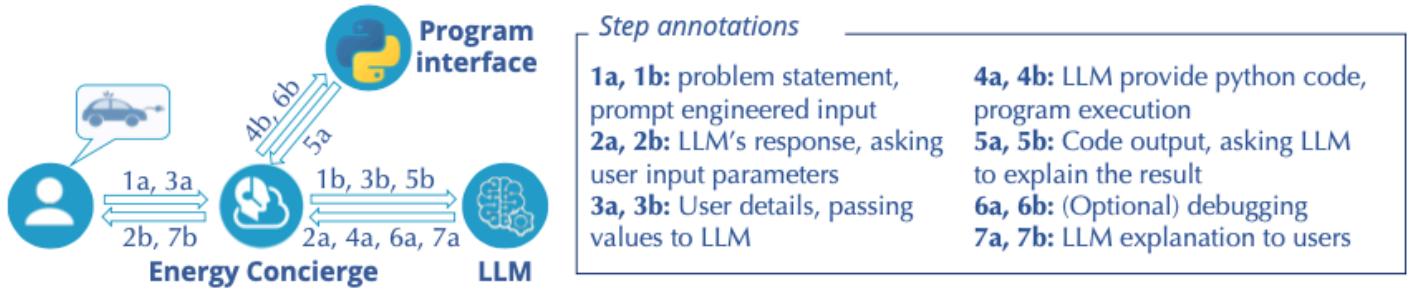 Program
interface
4b, 6b
5a
1a, 3a
2b, 7b
1b, 3b, 5b
2a, 4a, 6a, 7a
Energy Concierge
LLM
Step annotations
1a, 1b: problem statement,
prompt engineered input
2a, 2b: LLM's response, asking
user input parameters
3a, 3b: User details, passing
values to LLM
4a, 4b: LLM provide python code,
program execution
5a, 5b: Code output, asking LLM
to explain the result
6a, 6b: (Optional) debugging
7a, 7b: LLM explanation to users